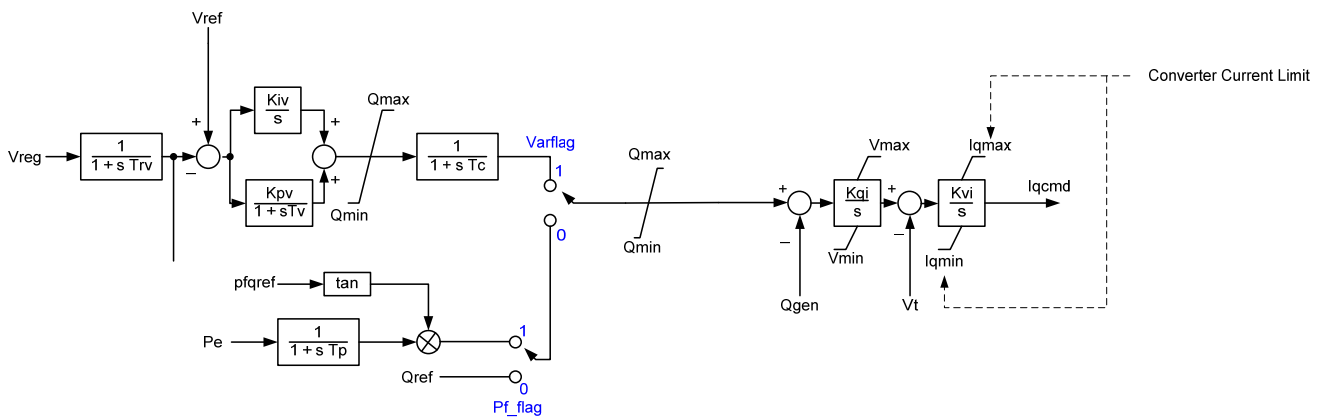 Vref
Converter Current Limit
Kiv
s
+
Qmax
+
+
Vreg
1
1 + s Trv
–
Kpv
1 + sTv
+
Qmin
1
1 + s Tc
Varflag
1
0
Qmax
Qmin
+
–
Qgen
Vmax
Kqi
s
Vmin
+
–
Vt
Iqmax
Kvi
s
Iqmin
Iqcmd
pfqref
tan
Pe
1
1 + s Tp
1
Qref
0
Pf_flag